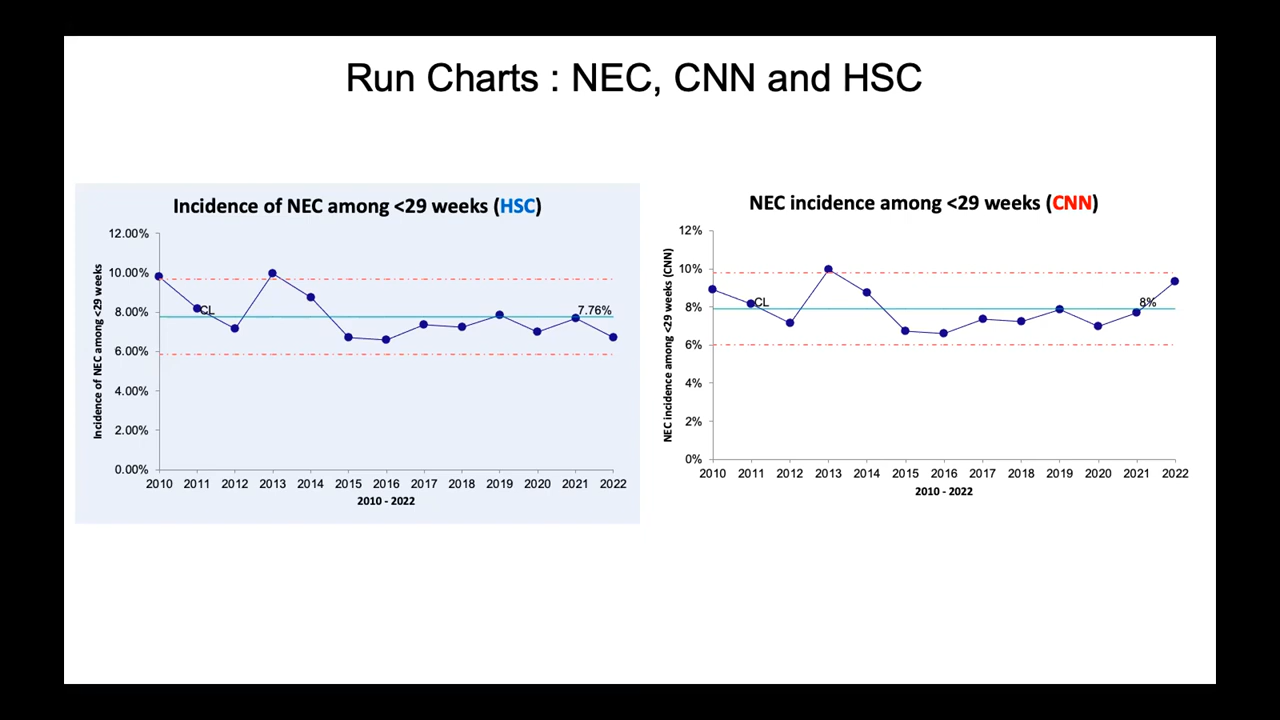 Run Charts : NEC, CNN and HSC
Incidence of NEC among <29 weeks (HSC)
12.00%
10.00%
8.00%
6.00%
4.00%
2.00%
0.00%
Incidence of NEC among <29 weeks
CL
7.76%
2010 2011 2012 2013 2014 2015 2016 2017 2018 2019 2020 2021 2022
2010 - 2022
NEC incidence among <29 weeks (CNN)
12%
10%
8%
6%
4%
2%
0%
NEC incidence among <29 weeks (CNN)
CL
8%
2010 2011 2012 2013 2014 2015 2016 2017 2018 2019 2020 2021 2022
2010 - 2022